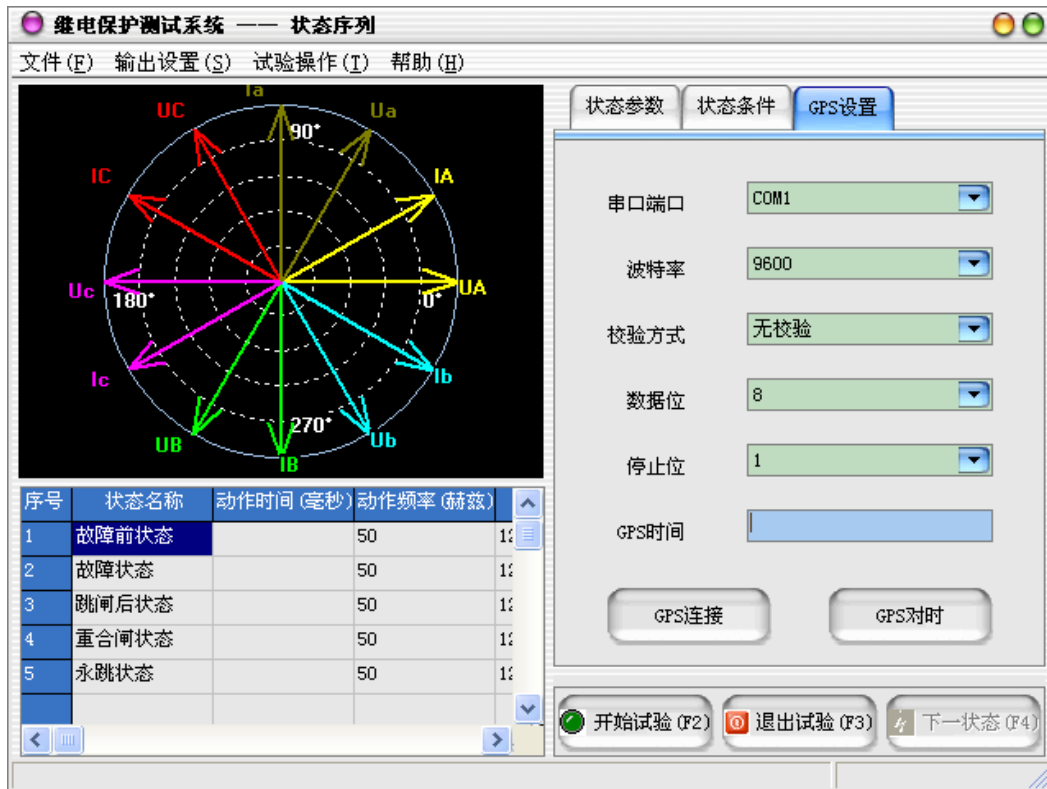 继电保护测试系统 —— 状态序列
文件(F) 输出设置(S) 试验操作(T) 帮助(H)
Ia
UC
Ua
90°
IC
IA
Uc
180°
0°
UA
Ic
Ib
270°
UB
Ub
IB
状态参数 状态条件 GPS设置
串口端口 COM1
波特率 9600
校验方式 无校验
数据位 8
停止位 1
GPS时间
GPS连接 GPS对时
序号 状态名称 动作时间(毫秒) 动作频率(赫兹)
1 故障前状态 50 12
2 故障状态 50 12
3 跳闸后状态 50 12
4 重合闸状态 50 12
5 永跳状态 50 12
开始试验(F2) 退出试验(F3) 下一状态(F4)